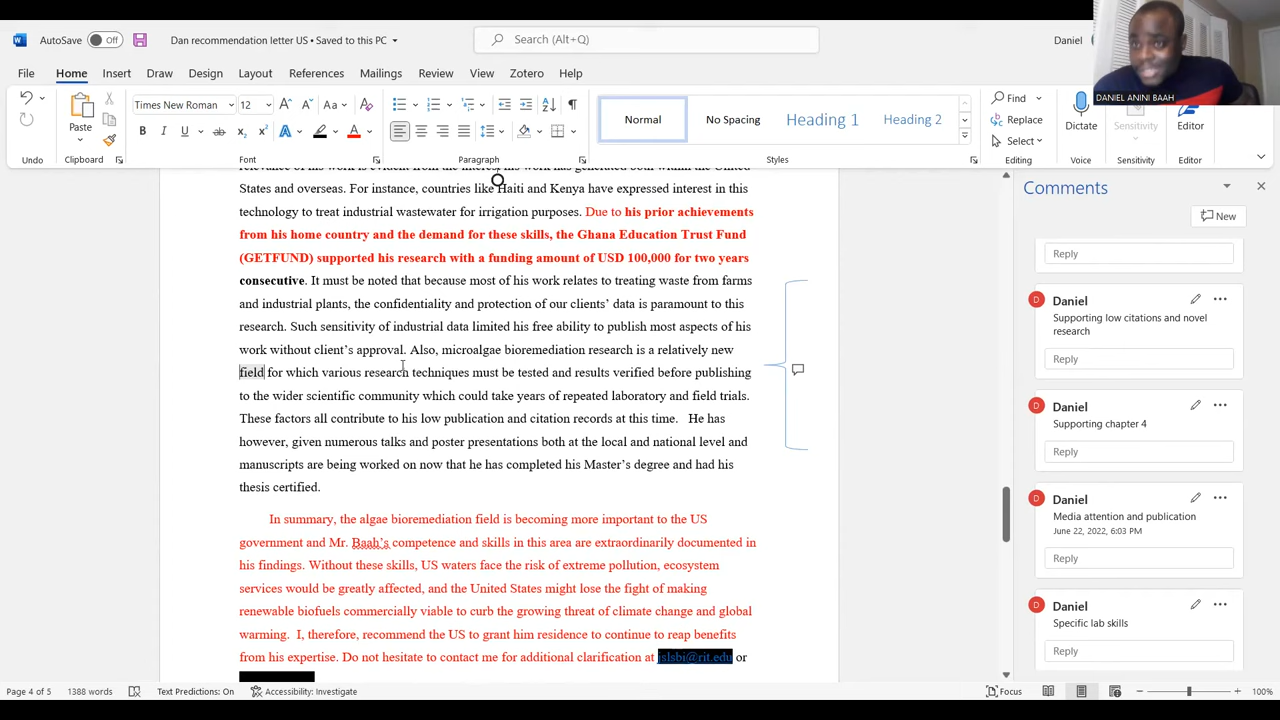 AutoSave Off Dan recommendation letter US • Saved to this PC Search (Alt+Q) Daniel
File Home Insert Draw Design Layout References Mailings Review View Zotero Help
DANIEL ANINI BAAH
Times New Roman 12 Find
Paste Normal No Spacing Heading 1 Heading 2 Replace Dictate Sensitivity Editor
Select
Undo Clipboard Font Paragraph Styles Editing Voice Sensitivity Editor
relevance of his work is evident from the interest his work has generated both within the United
States and overseas. For instance, countries like Haiti and Kenya have expressed interest in this
technology to treat industrial wastewater for irrigation purposes. Due to his prior achievements
from his home country and the demand for these skills, the Ghana Education Trust Fund
(GETFUND) supported his research with a funding amount of USD 100,000 for two years
consecutive. It must be noted that because most of his work relates to treating waste from farms
and industrial plants, the confidentiality and protection of our clients’ data is paramount to this
research. Such sensitivity of industrial data limited his free ability to publish most aspects of his
work without client’s approval. Also, microalgae bioremediation research is a relatively new
field for which various research techniques must be tested and results verified before publishing
to the wider scientific community which could take years of repeated laboratory and field trials.
These factors all contribute to his low publication and citation records at this time. He has
however, given numerous talks and poster presentations both at the local and national level and
manuscripts are being worked on now that he has completed his Master’s degree and had his
thesis certified.
In summary, the algae bioremediation field is becoming more important to the US
government and Mr. Baah’s competence and skills in this area are extraordinarily documented in
his findings. Without these skills, US waters face the risk of extreme pollution, ecosystem
services would be greatly affected, and the United States might lose the fight of making
renewable biofuels commercially viable to curb the growing threat of climate change and global
warming. I, therefore, recommend the US to grant him residence to continue to reap benefits
from his expertise. Do not hesitate to contact me for additional clarification at jslsbi@rit.edu or
Comments
New
Reply
D Daniel
Supporting low citations and novel
research
Reply
D Daniel
Supporting chapter 4
Reply
D Daniel
Media attention and publication
June 22, 2022, 6:03 PM
Reply
D Daniel
Specific lab skills
Reply
Page 4 of 5 1388 words Text Predictions: On Accessibility: Investigate Focus 100%